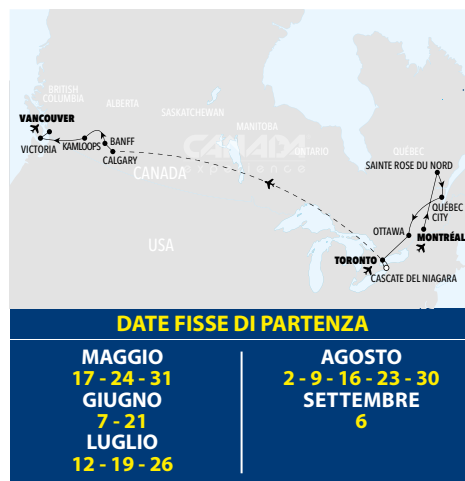 BRITISH
COLUMBIA
ALBERTA
SASKATCHEWAN
MANITOBA
ONTARIO
QUÉBEC
VANCOUVER
VICTORIA
KAMLOOPS
BANFF
CALGARY
CANADA
experience
CANADA
USA
SAINTE ROSE DU NORD
QUÉBEC
CITY
OTTAWA
MONTRÉAL
TORONTO
CASCATE DEL NIAGARA
DATE FISSE DI PARTENZA
MAGGIO
17 - 24 - 31
GIUGNO
7 - 21
LUGLIO
12 - 19 - 26
AGOSTO
2 - 9 - 16 - 23 - 30
SETTEMBRE
6